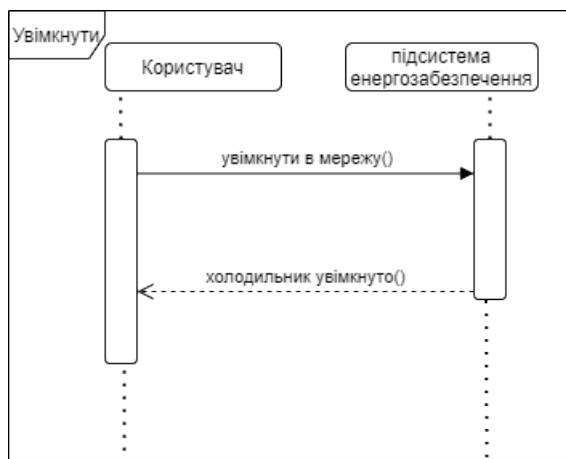 Увімкнути
Користувач
підсистема
енергозабезпечення
увімкнути в мережу()
холодильник увімкнуто()